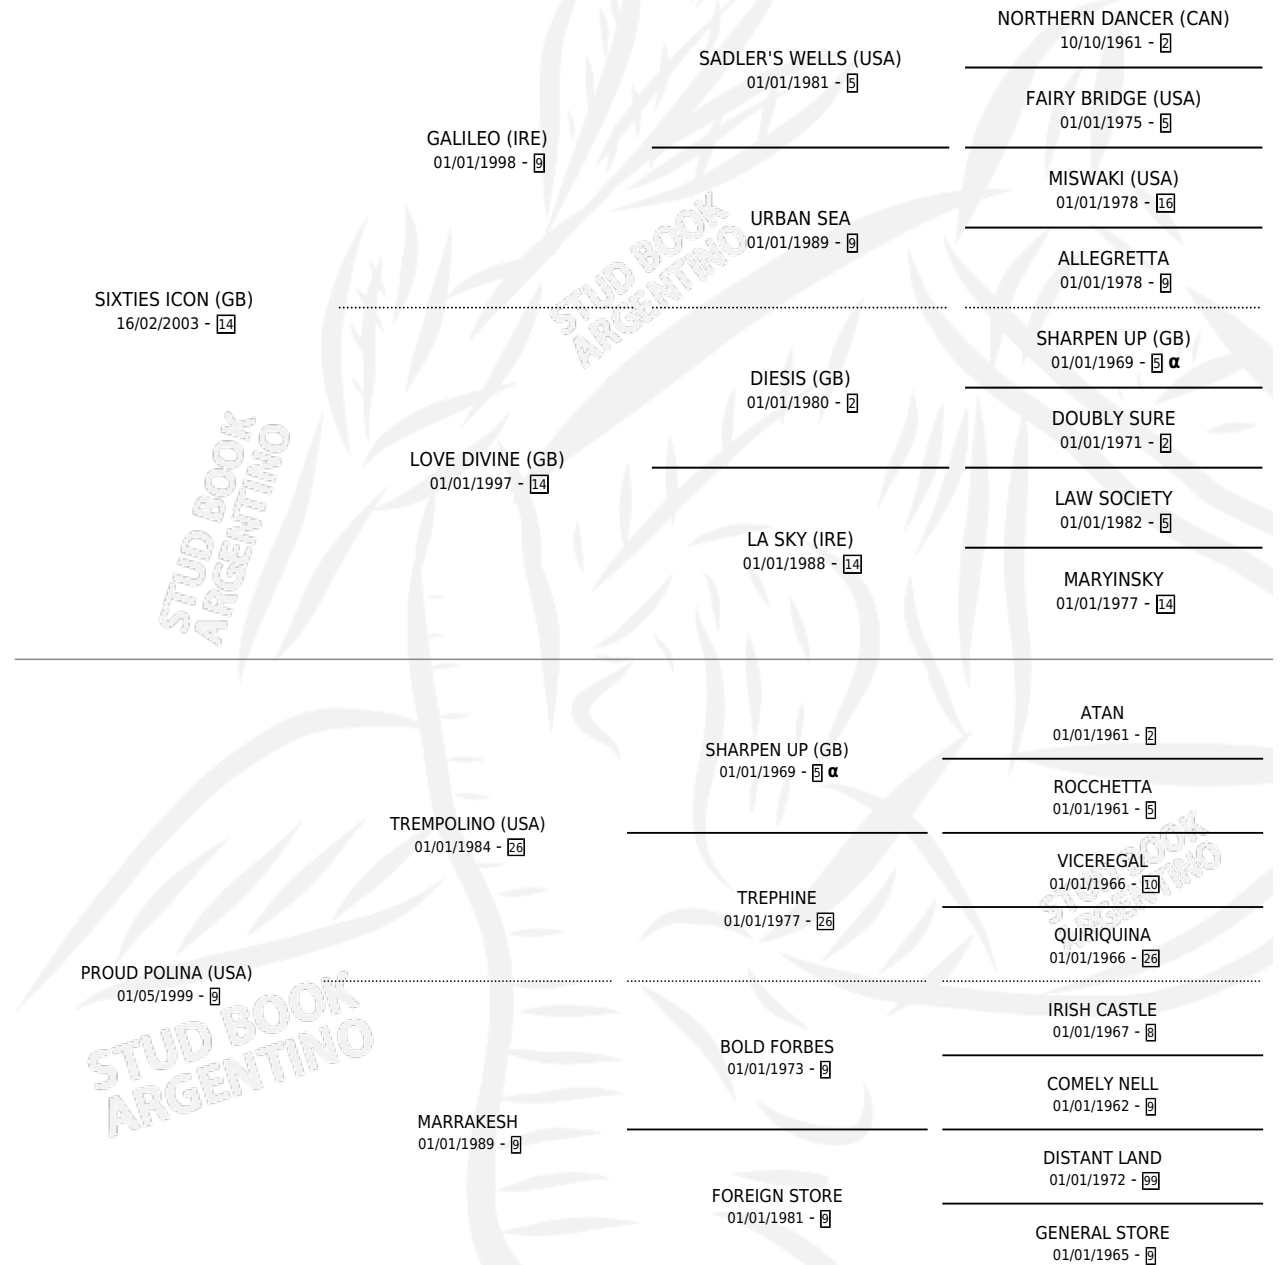 NORTHERN DANCER (CAN)
10/10/1961 - 2
SADLER'S WELLS (USA)
01/01/1981 - 5
FAIRY BRIDGE (USA)
01/01/1975 - 5
GALILEO (IRE)
01/01/1998 - 9
MISWAKI (USA)
01/01/1978 - 16
URBAN SEA
01/01/1989 - 9
ALLEGRETTA
01/01/1978 - 9
STUD BOOK
ARGENTINO
SIXTIES ICON (GB)
16/02/2003 - 14
SHARPEN UP (GB)
01/01/1969 - 5 α
DIESIS (GB)
01/01/1980 - 2
DOUBLY SURE
01/01/1971 - 2
LOVE DIVINE (GB)
01/01/1997 - 14
LAW SOCIETY
01/01/1982 - 5
LA SKY (IRE)
01/01/1988 - 14
MARYINSKY
01/01/1977 - 14
STUD BOOK
ARGENTINO
ATAN
01/01/1961 - 2
SHARPEN UP (GB)
01/01/1969 - 5 α
ROCCHETTA
01/01/1961 - 5
TREMPOLINO (USA)
01/01/1984 - 26
VICEREGAL
01/01/1966 - 10
TREPHINE
01/01/1977 - 26
QUIRIQUINA
01/01/1966 - 26
STUD BOOK
ARGENTINO
PROUD POLINA (USA)
01/05/1999 - 9
IRISH CASTLE
01/01/1967 - 8
BOLD FORBES
01/01/1973 - 9
COMELY NELL
01/01/1962 - 9
STUD BOOK
ARGENTINO
MARRAKESH
01/01/1989 - 9
DISTANT LAND
01/01/1972 - 99
FOREIGN STORE
01/01/1981 - 9
GENERAL STORE
01/01/1965 - 9